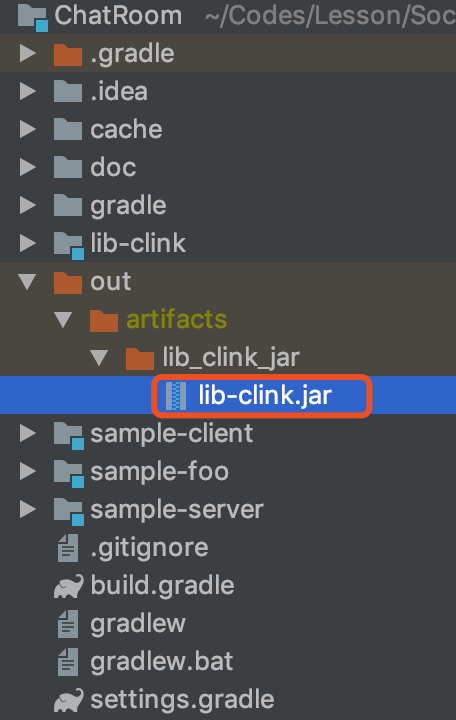 ChatRoom ~/Codes/Lesson/Soc
.gradle
.idea
cache
doc
gradle
lib-clink
out
artifacts
lib_clink_jar
lib-clink.jar
sample-client
sample-foo
sample-server
.gitignore
build.gradle
gradlew
gradlew.bat
settings.gradle